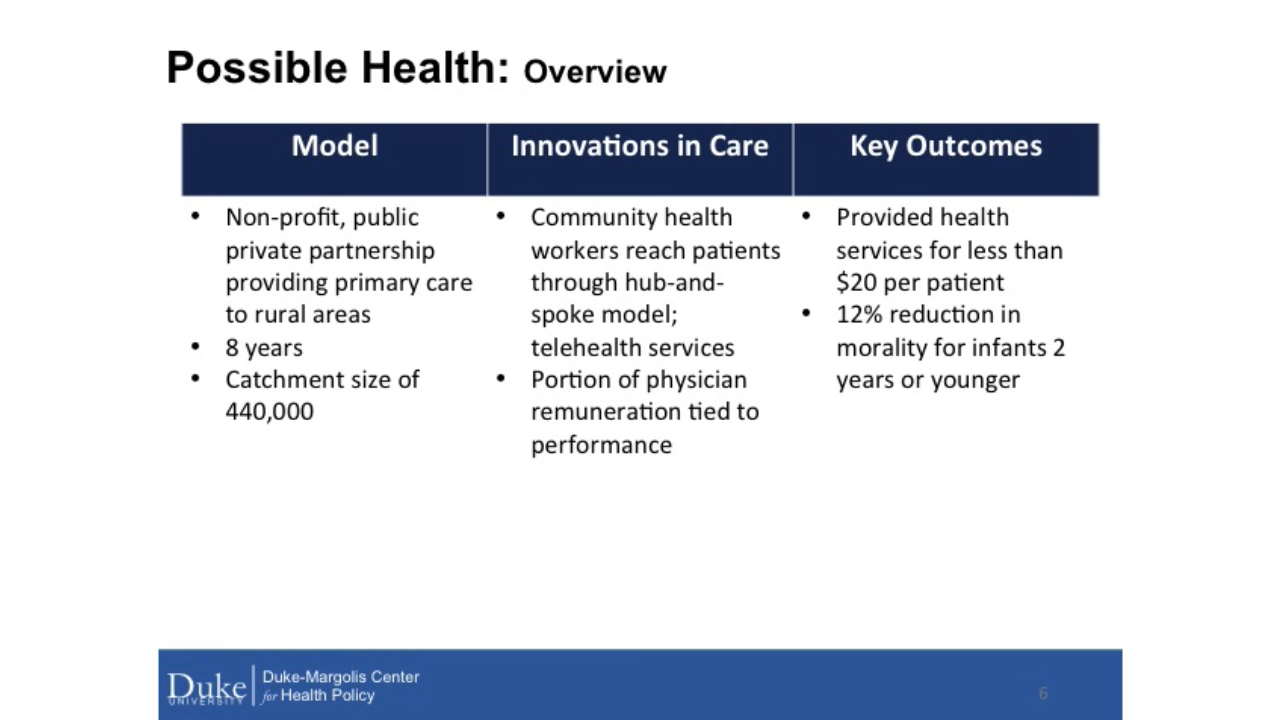 Possible Health: Overview
Model
Innovations in Care
Key Outcomes
• Non-profit, public
private partnership
providing primary care
to rural areas
• 8 years
• Catchment size of
440,000
• Community health
workers reach patients
through hub-and-
spoke model;
telehealth services
• Portion of physician
remuneration tied to
performance
• Provided health
services for less than
$20 per patient
• 12% reduction in
morality for infants 2
years or younger
Duke
UNIVERSITY
Duke-Margolis Center
for Health Policy
6